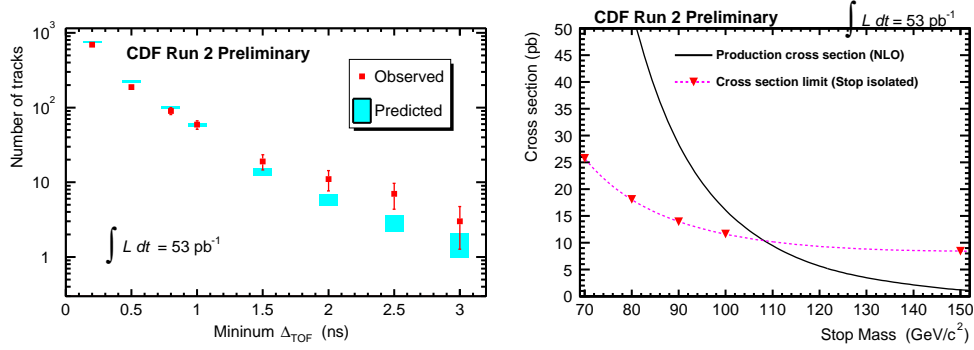 CDF Run 2 Preliminary
Number of tracks
10³
10²
10
1
Observed
Predicted
∫ L dt = 53 pb⁻¹
0 0.5 1 1.5 2 2.5 3
Mininum Δ_TOF (ns)
CDF Run 2 Preliminary
∫ L dt = 53 pb⁻¹
Cross section (pb)
50
45
40
35
30
25
20
15
10
5
0
Production cross section (NLO)
Cross section limit (Stop isolated)
70 80 90 100 110 120 130 140 150
Stop Mass (GeV/c²)